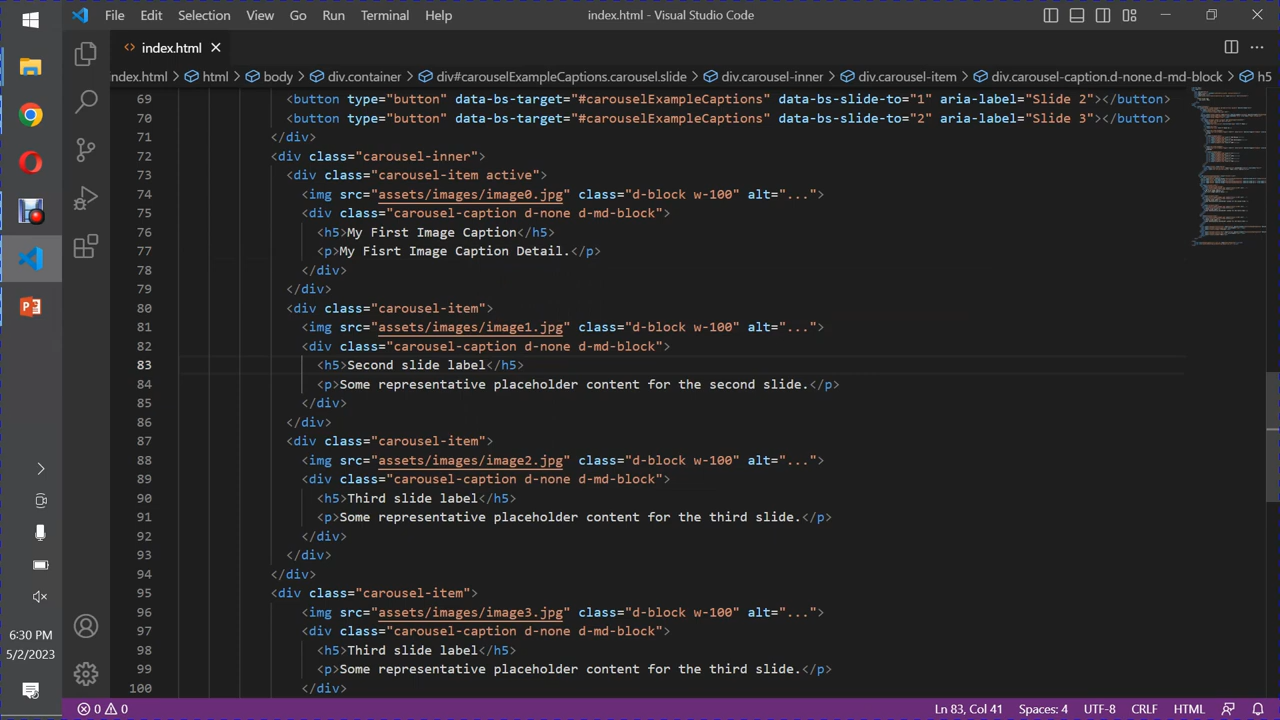 File Edit Selection View Go Run Terminal Help index.html - Visual Studio Code
index.html
index.html html body div.container div#carouselExampleCaptions.carousel.slide div.carousel-inner div.carousel-item div.carousel-caption.d-none.d-md-block h5
69 <button type="button" data-bs-target="#carouselExampleCaptions" data-bs-slide-to="1" aria-label="Slide 2"></button>
70 <button type="button" data-bs-target="#carouselExampleCaptions" data-bs-slide-to="2" aria-label="Slide 3"></button>
71 </div>
72 <div class="carousel-inner">
73 <div class="carousel-item active">
74 <img src="assets/images/image0.jpg" class="d-block w-100" alt="...">
75 <div class="carousel-caption d-none d-md-block">
76 <h5>My First Image Caption </h5>
77 <p>My Fisrt Image Caption Detail.</p>
78 </div>
79 </div>
80 <div class="carousel-item">
81 <img src="assets/images/image1.jpg" class="d-block w-100" alt="...">
82 <div class="carousel-caption d-none d-md-block">
83 <h5>Second slide label</h5>
84 <p>Some representative placeholder content for the second slide.</p>
85 </div>
86 </div>
87 <div class="carousel-item">
88 <img src="assets/images/image2.jpg" class="d-block w-100" alt="...">
89 <div class="carousel-caption d-none d-md-block">
90 <h5>Third slide label</h5>
91 <p>Some representative placeholder content for the third slide.</p>
92 </div>
93 </div>
94 </div>
95 <div class="carousel-item">
96 <img src="assets/images/image3.jpg" class="d-block w-100" alt="...">
97 <div class="carousel-caption d-none d-md-block">
98 <h5>Third slide label</h5>
99 <p>Some representative placeholder content for the third slide.</p>
100 </div>
6:30 PM
5/2/2023
0 0 Ln 83, Col 41 Spaces: 4 UTF-8 CRLF HTML